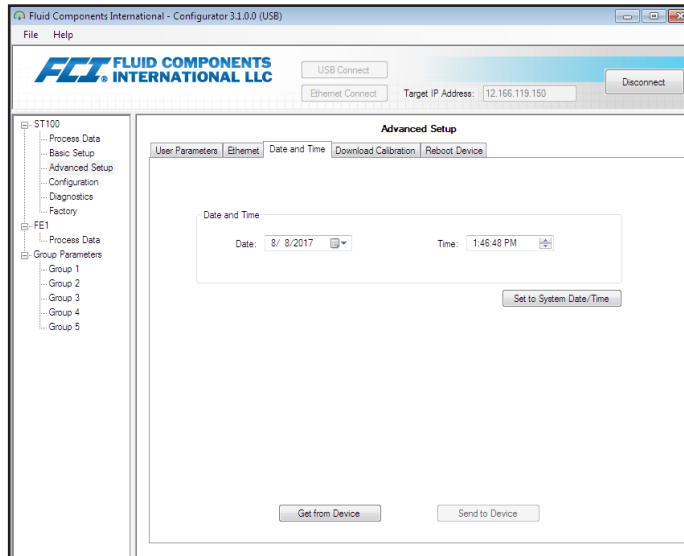 Fluid Components International - Configurator 3.1.0.0 (USB)
File Help
FCI. FLUID COMPONENTS
® INTERNATIONAL LLC
USB Connect
Ethernet Connect Target IP Address: 12.166.119.150
Disconnect
ST100
Process Data
Basic Setup
Advanced Setup
Configuration
Diagnostics
Factory
FE1
Process Data
Group Parameters
Group 1
Group 2
Group 3
Group 4
Group 5
Advanced Setup
User Parameters Ethernet Date and Time Download Calibration Reboot Device
Date and Time
Date: 8/ 8/2017 Time: 1:46:48 PM
Set to System Date/Time
Get from Device Send to Device